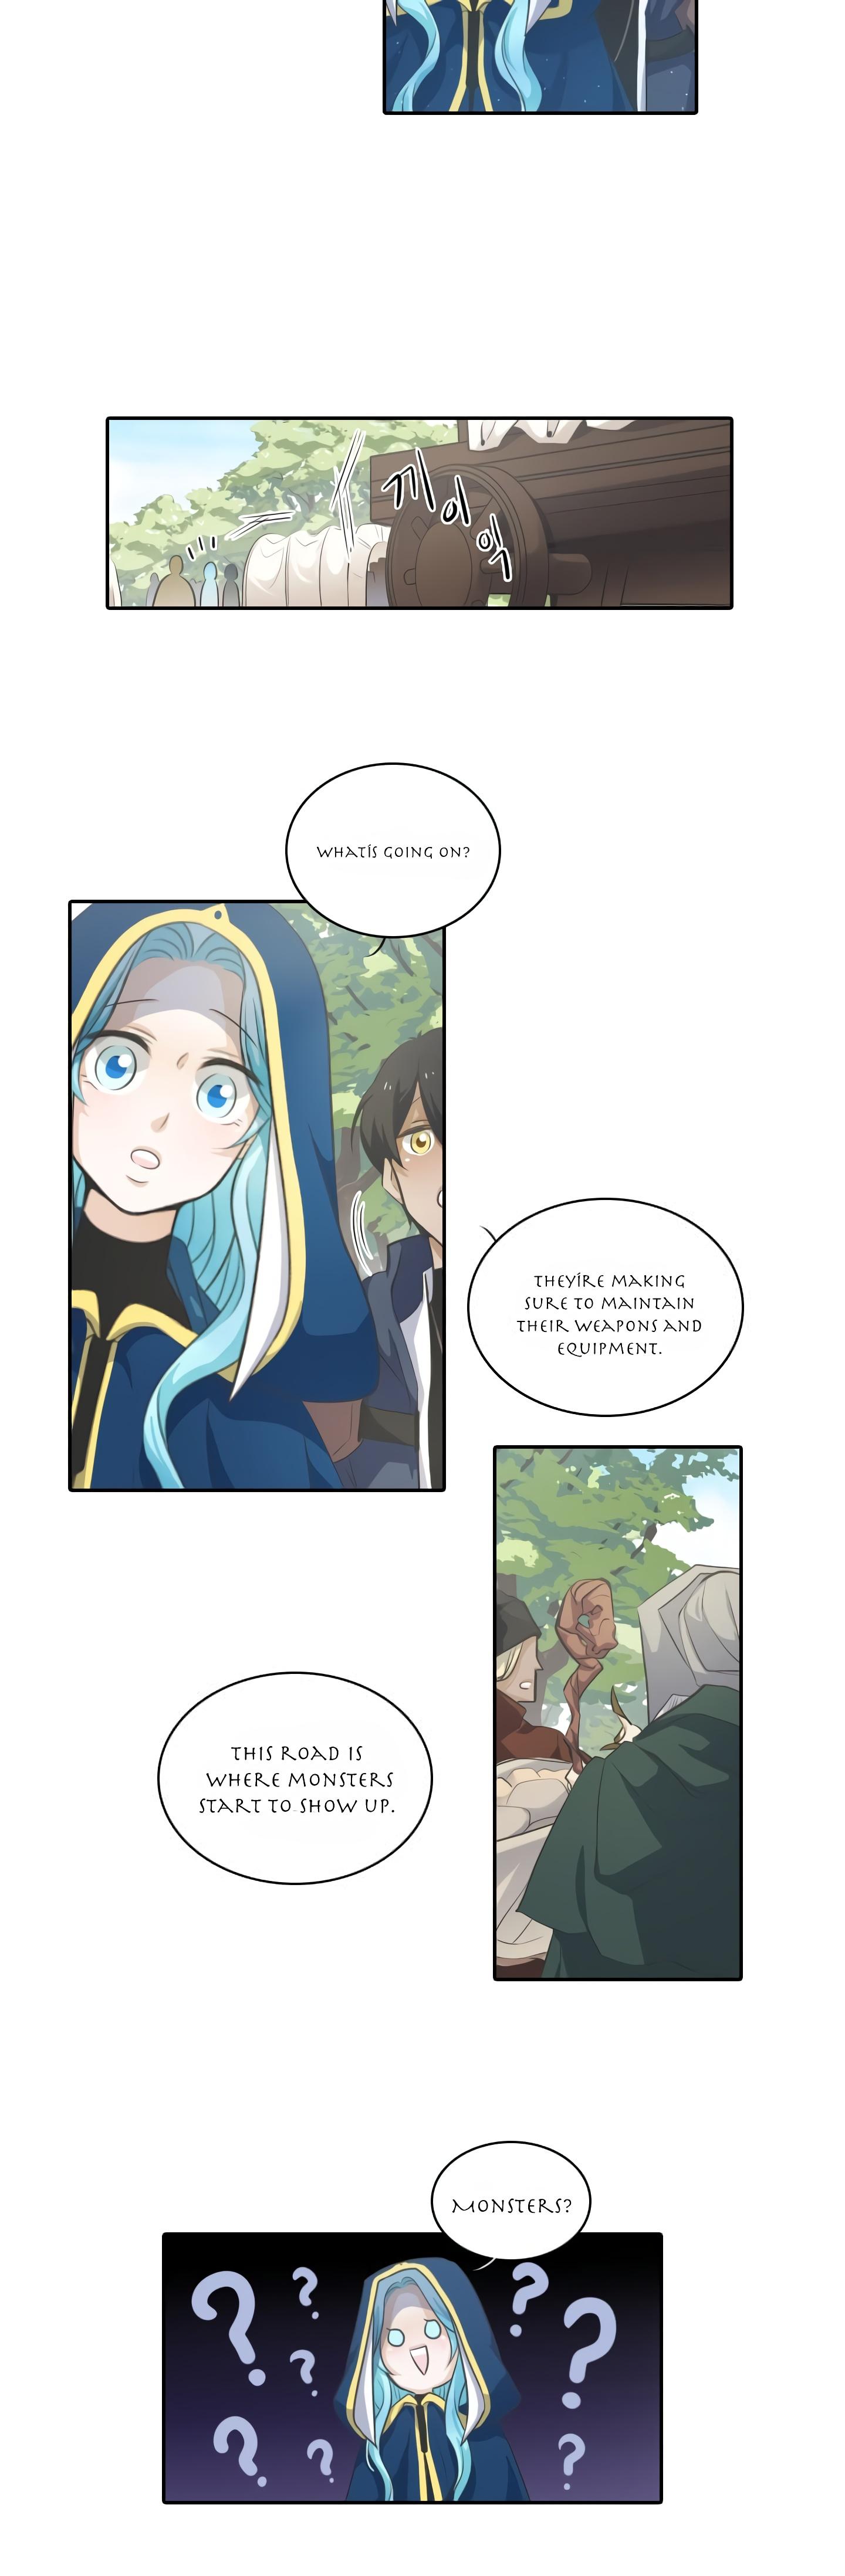 끼이익
WHATÍS GOING ON?
THEYÍRE MAKING
SURE TO MAINTAIN
THEIR WEAPONS AND
EQUIPMENT.
THIS ROAD IS
WHERE MONSTERS
START TO SHOW UP.
MONSTERS?
? ? ? ?
? ?
? ? ?